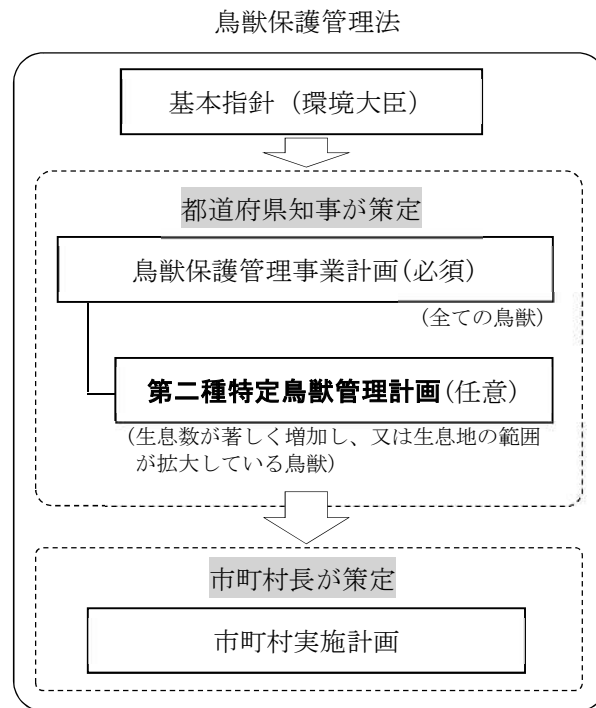 鳥獣保護管理法
基本指針（環境大臣）
都道府県知事が策定
鳥獣保護管理事業計画(必須）
(全ての鳥獣）
第二種特定鳥獣管理計画(任意）
(生息数が著しく増加し、又は生息地の範囲
が拡大している鳥獣）
市町村長が策定
市町村実施計画